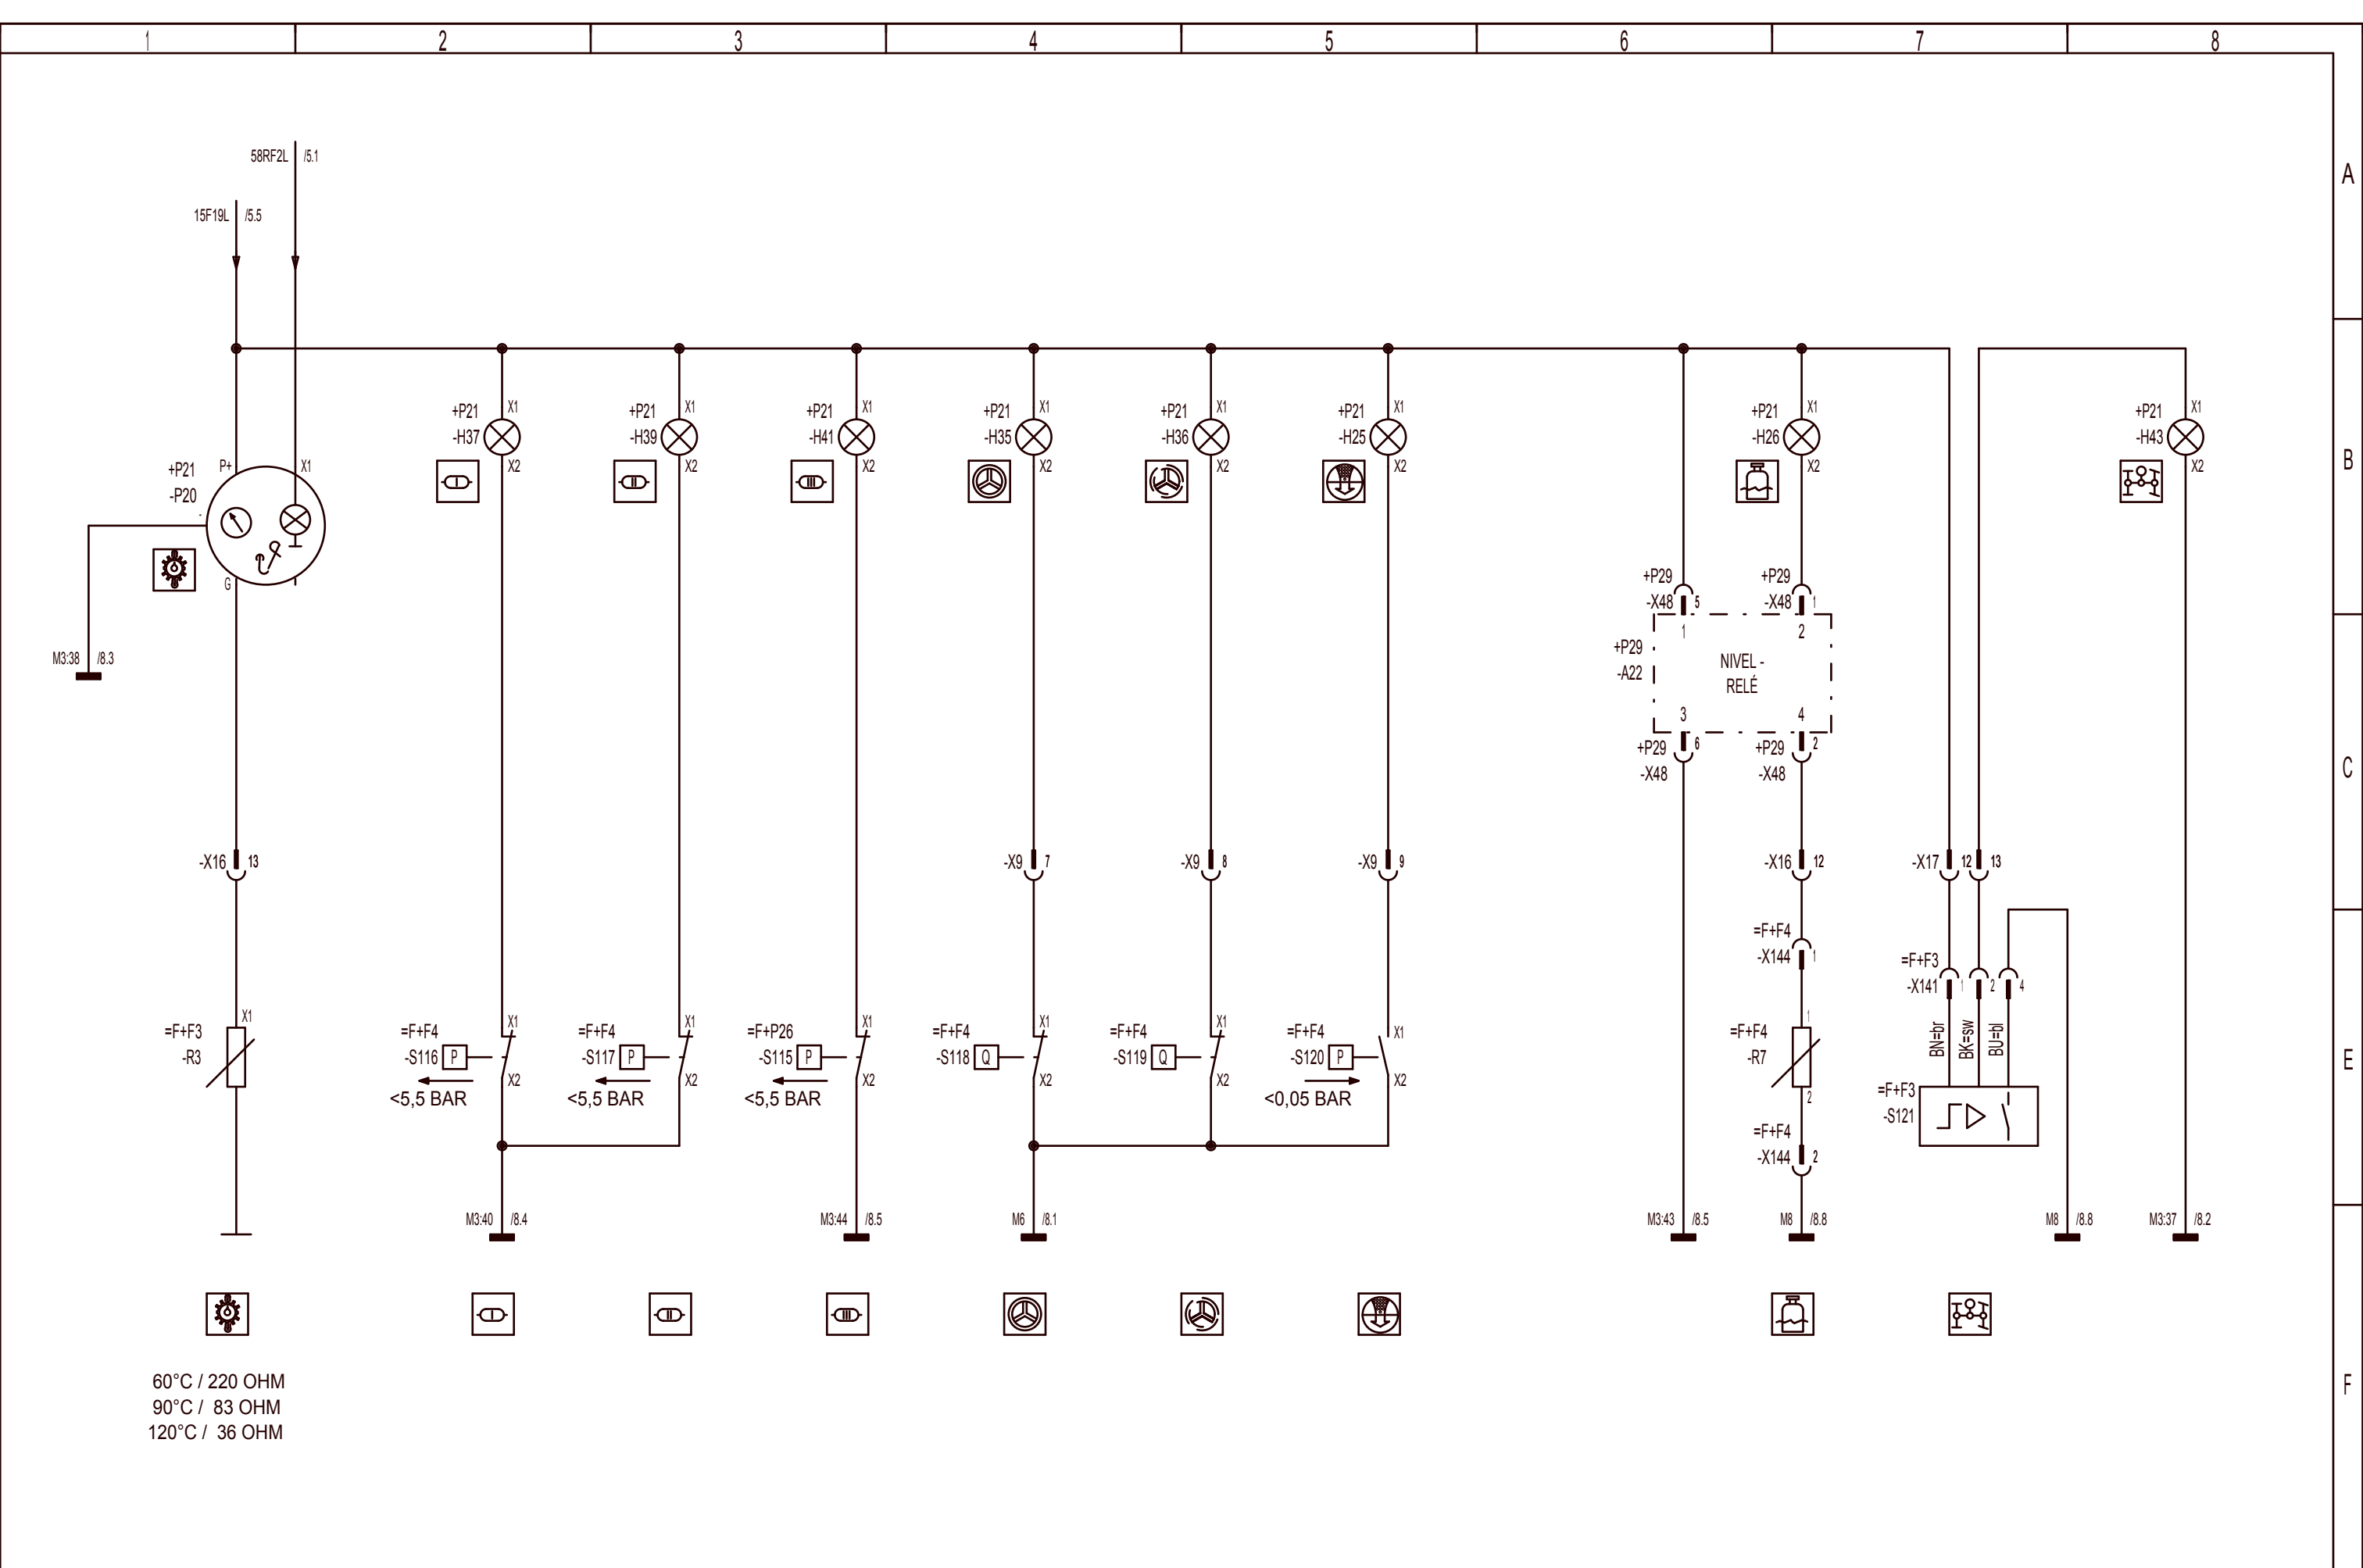 1 2 3 4 5 6 7 8
A
58RF2L /5.1
15F19L /5.5
B
+P21 X1
-H37
X2
+P21 X1
-H39
X2
+P21 X1
-H41
X2
+P21 X1
-H35
X2
+P21 X1
-H36
X2
+P21 X1
-H25
X2
+P21 X1
-H26
X2
+P21 X1
-H43
X2
+P21 P+ X1
-P20
-
G
M3:38 /8.3
+P29
-X48 5
+P29
-X48 1
1 2
+P29
-A22
NIVEL -
RELÉ
3 4
+P29 6
-X48
+P29 2
-X48
C
-X16 13
-X9 7
-X9 8
-X9 9
-X16 12
-X17 12 13
=F+F4
-X144 1
=F+F3
-X141 1 2 4
BN=br
BK=sw
BU=bl
E
X1
=F+F3
-R3
X1
=F+F4
-S116 P
X2
<5,5 BAR
X1
=F+F4
-S117 P
X2
<5,5 BAR
X1
=F+P26
-S115 P
X2
<5,5 BAR
X1
=F+F4
-S118 Q
X2
X1
=F+F4
-S119 Q
X2
X1
=F+F4
-S120 P
X2
<0,05 BAR
1
=F+F4
-R7
2
=F+F3
-S121
=F+F4
-X144 2
M3:40 /8.4
M3:44 /8.5
M6 /8.1
M3:43 /8.5
M8 /8.8
M8 /8.8
M3:37 /8.2
F
60°C / 220 OHM
90°C / 83 OHM
120°C / 36 OHM